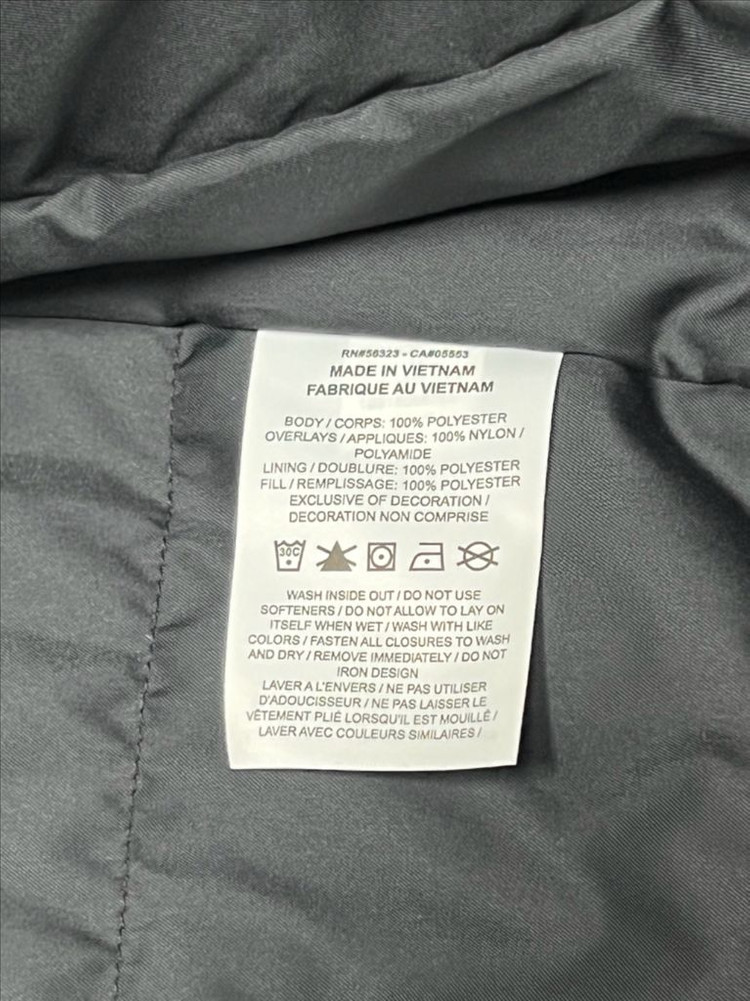 RN#56323 - CA#05553
MADE IN VIETNAM
FABRIQUE AU VIETNAM
BODY / CORPS: 100% POLYESTER
OVERLAYS / APPLIQUES: 100% NYLON /
POLYAMIDE
LINING / DOUBLURE: 100% POLYESTER
FILL / REMPLISSAGE: 100% POLYESTER
EXCLUSIVE OF DECORATION /
DECORATION NON COMPRISE
30C
WASH INSIDE OUT / DO NOT USE
SOFTENERS / DO NOT ALLOW TO LAY ON
ITSELF WHEN WET / WASH WITH LIKE
COLORS / FASTEN ALL CLOSURES TO WASH
AND DRY / REMOVE IMMEDIATELY / DO NOT
IRON DESIGN
LAVER A L'ENVERS / NE PAS UTILISER
D'ADOUCISSEUR / NE PAS LAISSER LE
VÊTEMENT PLIÉ LORSQU'IL EST MOUILLÉ /
LAVER AVEC COULEURS SIMILAIRES /